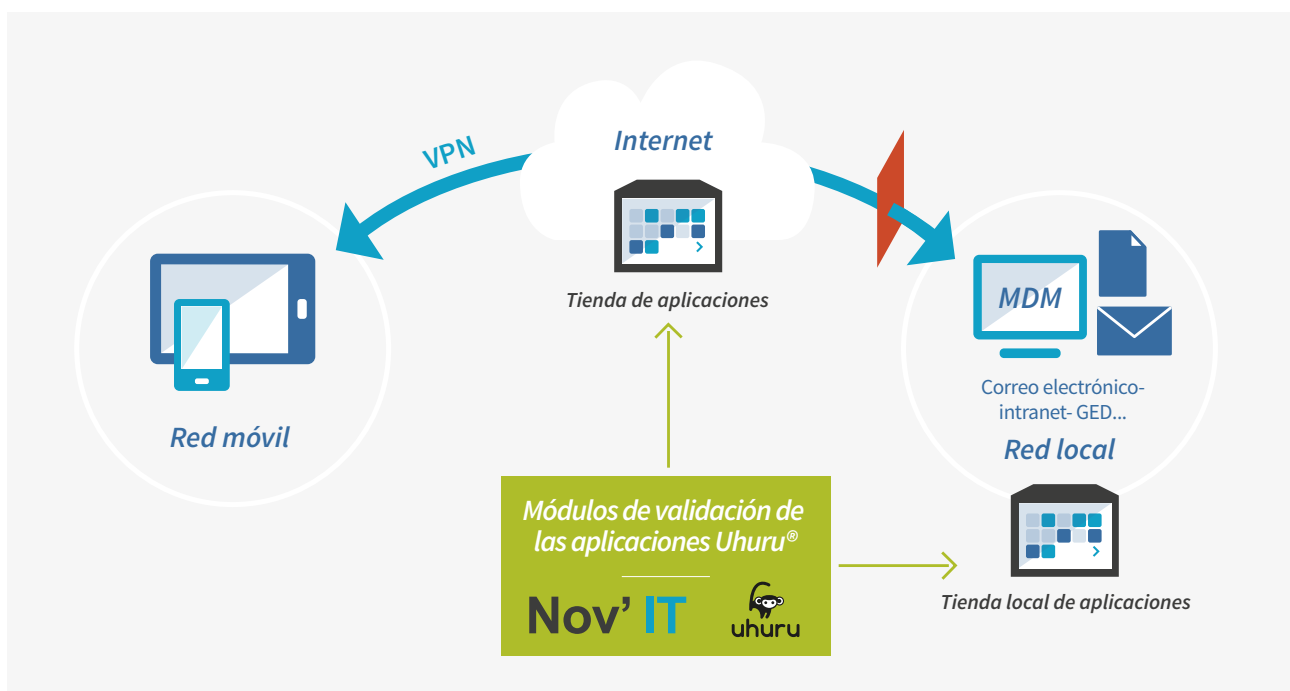 VPN
Internet
Tienda de aplicaciones
Red móvil
MDM
Correo electrónico-
intranet- GED...
Red local
Módulos de validación de
las aplicaciones Uhuru®
Nov' IT
uhuru
Tienda local de aplicaciones